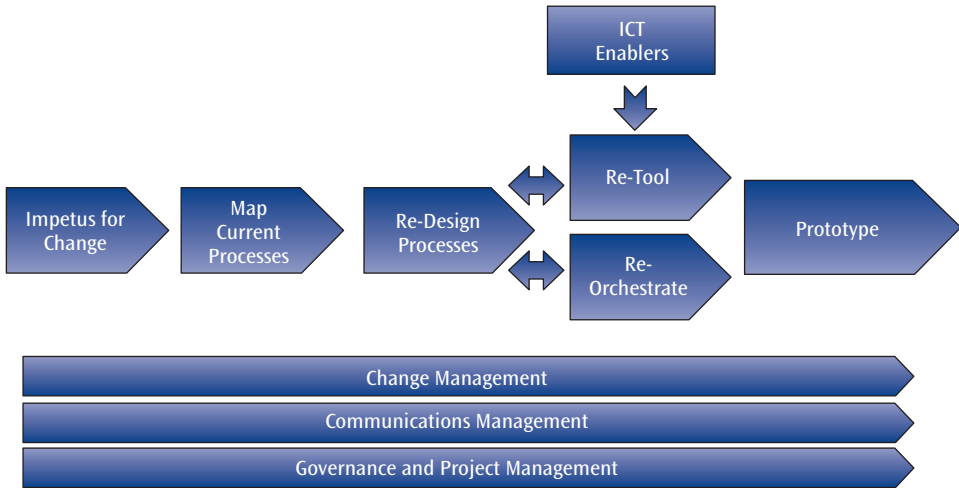 ICT
Enablers
Re-Tool
Impetus for
Change
Map
Current
Processes
Re-Design
Processes
Re-
Orchestrate
Prototype
Change Management
Communications Management
Governance and Project Management